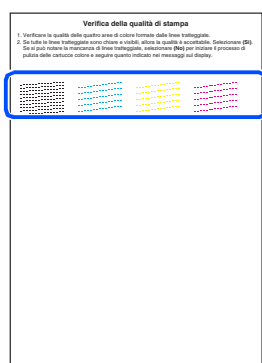 Verifica della qualità di stampa
1. Verificare la qualità delle quattro aree di colore formate dalle linee tratteggiate.
2. Se tutte le linee tratteggiate sono chiare e visibili, allora la qualità è accettabile. Selezionare (Sì).
Se si può notare la mancanza di linee tratteggiate, selezionare (No) per iniziare il processo di
pulizia delle cartucce colore e seguire quanto indicato nei messaggi sul display.